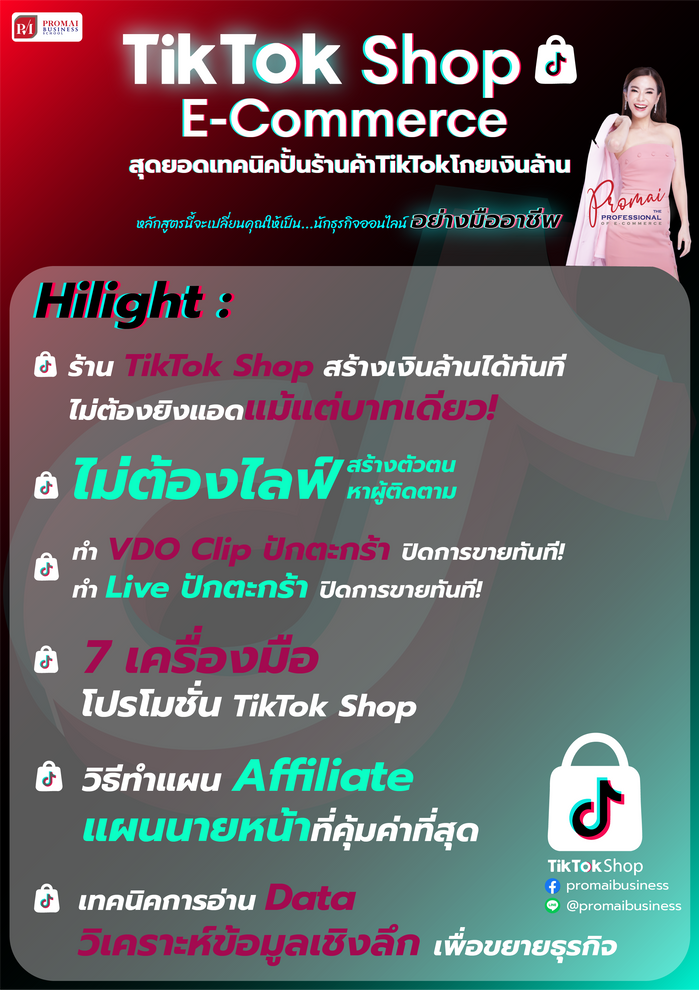 PM PROMAI
BUSINESS
SCHOOL
TikTok Shop
E-Commerce
สุดยอดเทคนิคปั้นร้านค้าTikTokโกยเงินล้าน
หลักสูตรนี้จะเปลี่ยนคุณให้เป็น...นักธุรกิจออนไลน์ อย่างมืออาชีพ
Promai
THE
PROFESSIONAL
OF E-COMMERCE
Hilight :
ร้าน TikTok Shop สร้างเงินล้านได้ทันที
ไม่ต้องยิงแอดแม้แต่บาทเดียว!
ไม่ต้องไลฟ์ สร้างตัวตน
หาผู้ติดตาม
ทำ VDO Clip ปักตะกร้า ปิดการขายทันที!
ทำ Live ปักตะกร้า ปิดการขายทันที!
7 เครื่องมือ
โปรโมชั่น TikTok Shop
วิธีทำแผน Affiliate
แผนนายหน้าที่คุ้มค่าที่สุด
เทคนิคการอ่าน Data
วิเคราะห์ข้อมูลเชิงลึก เพื่อขยายธุรกิจ
TikTok Shop
promaibusiness
@promaibusiness